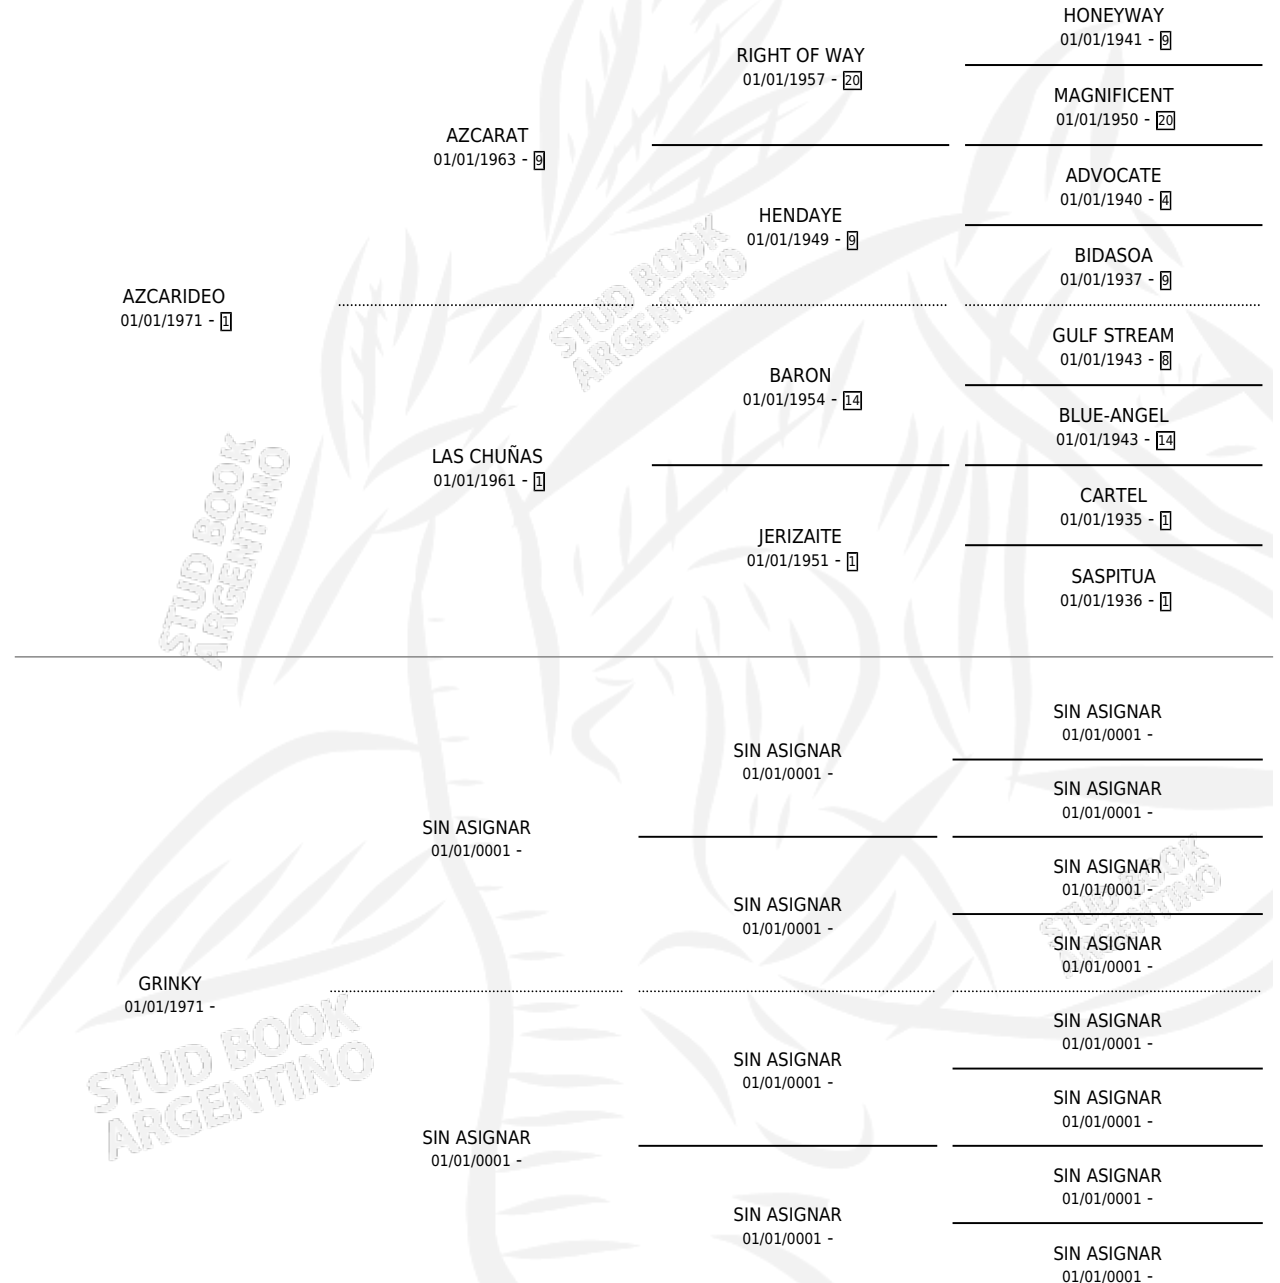 HONEYWAY
01/01/1941 - 9
RIGHT OF WAY
01/01/1957 - 20
MAGNIFICENT
01/01/1950 - 20
AZCARAT
01/01/1963 - 9
ADVOCATE
01/01/1940 - 4
HENDAYE
01/01/1949 - 9
BIDASOA
01/01/1937 - 9
AZCARIDEO
01/01/1971 - 1
GULF STREAM
01/01/1943 - 8
BARON
01/01/1954 - 14
BLUE-ANGEL
01/01/1943 - 14
LAS CHUÑAS
01/01/1961 - 1
CARTEL
01/01/1935 - 1
JERIZAITE
01/01/1951 - 1
SASPITUA
01/01/1936 - 1
SIN ASIGNAR
01/01/0001 -
SIN ASIGNAR
01/01/0001 -
SIN ASIGNAR
01/01/0001 -
SIN ASIGNAR
01/01/0001 -
SIN ASIGNAR
01/01/0001 -
SIN ASIGNAR
01/01/0001 -
SIN ASIGNAR
01/01/0001 -
GRINKY
01/01/1971 -
SIN ASIGNAR
01/01/0001 -
SIN ASIGNAR
01/01/0001 -
SIN ASIGNAR
01/01/0001 -
SIN ASIGNAR
01/01/0001 -
SIN ASIGNAR
01/01/0001 -
SIN ASIGNAR
01/01/0001 -
SIN ASIGNAR
01/01/0001 -
STUD BOOK
ARGENTINO
STUD BOOK
ARGENTINO
STUD BOOK
ARGENTINO
STUD BOOK
ARGENTINO